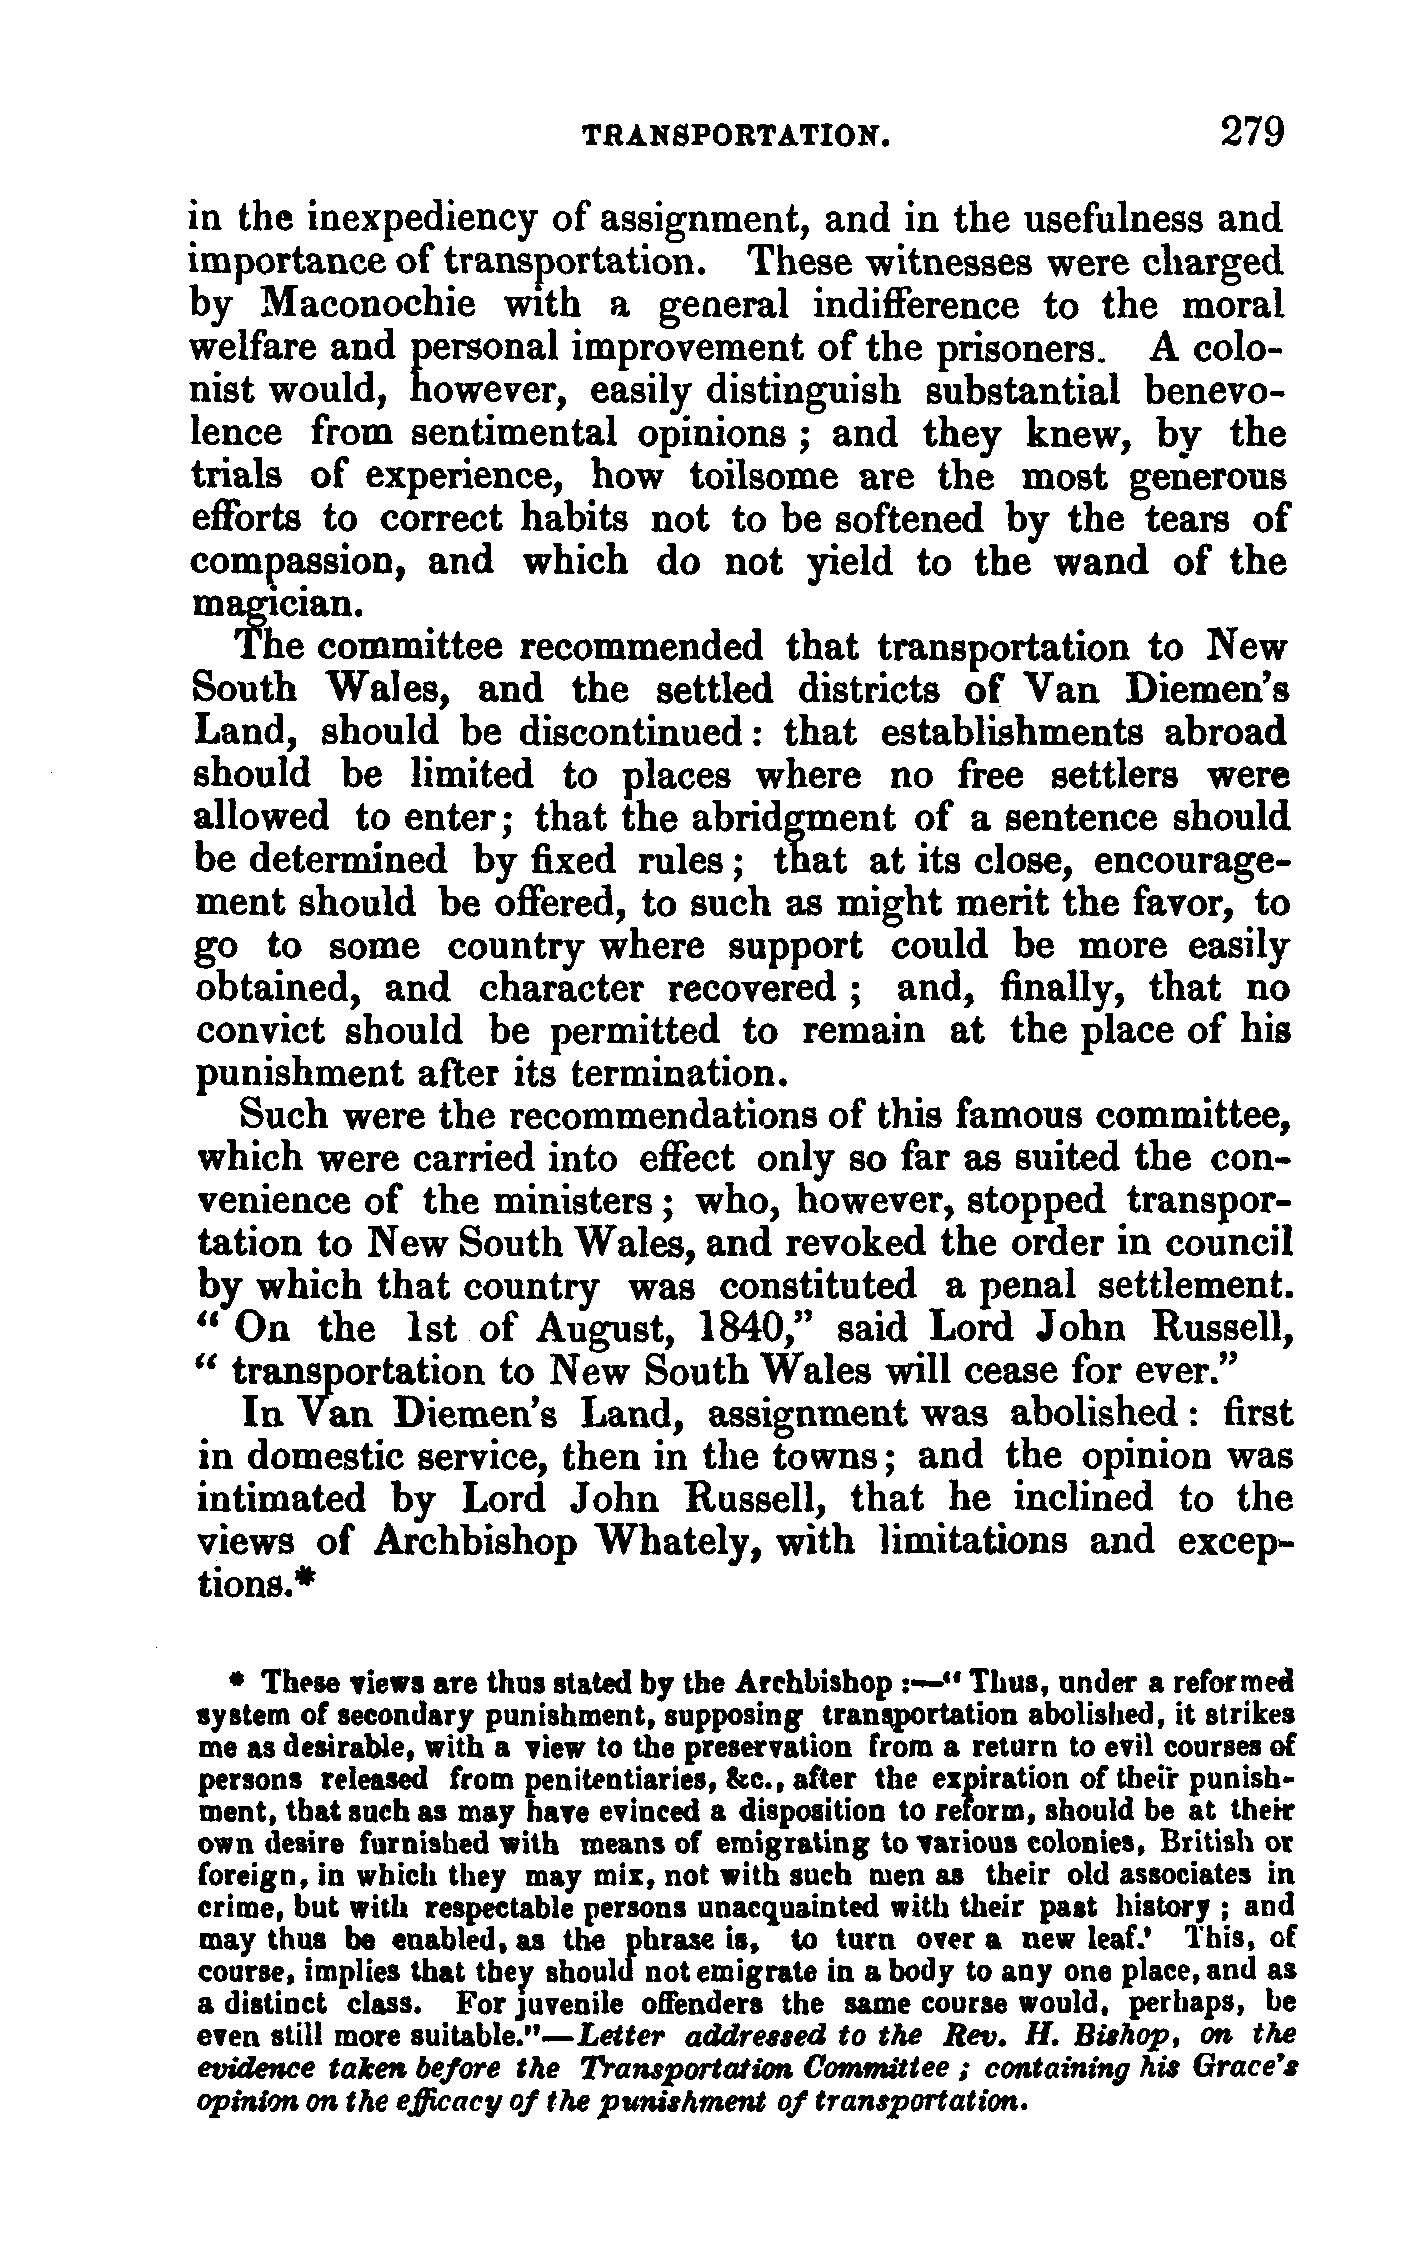 TRANSPORTATION. 279
in the inexpediency of assignment, and in the usefulness and
importance of transportation. These witnesses were charged
by Maconochie with a general indifference to the moral
welfare and personal improvement of the prisoners. A colo-
nist would, however, easily distinguish substantial benevo-
lence from sentimental opinions ; and they knew, by the
trials of experience, how toilsome are the most generous
efforts to correct habits not to be softened by the tears of
compassion, and which do not yield to the wand of the
magician.
The committee recommended that transportation to New
South Wales, and the settled districts of Van Diemen's
Land, should be discontinued : that establishments abroad
should be limited to places where no free settlers were
allowed to enter; that the abridgment of a sentence should
be determined by fixed rules ; that at its close, encourage-
ment should be offered, to such as might merit the favor, to
go to some country where support could be more easily
obtained, and character recovered ; and, finally, that no
convict should be permitted to remain at the place of his
punishment after its termination.
Such were the recommendations of this famous committee,
which were carried into effect only so far as suited the con-
venience of the ministers ; who, however, stopped transpor-
tation to New South Wales, and revoked the order in council
by which that country was constituted a penal settlement.
" On the 1st of August, 1840," said Lord John Russell,
" transportation to New South Wales will cease for ever."
In Van Diemen's Land, assignment was abolished : first
in domestic service, then in the towns ; and the opinion was
intimated by Lord John Russell, that he inclined to the
views of Archbishop Whately, with limitations and excep-
tions.*
* These views are thus stated by the Archbishop :—" Thus, under a reformed
system of secondary punishment, supposing transportation abolished, it strikes
me as desirable, with a view to the preservation from a return to evil courses of
persons released from penitentiaries, &c., after the expiration of their punish-
ment, that such as may have evinced a disposition to reform, should be at their
own desire furnished with means of emigrating to various colonies, British or
foreign, in which they may mix, not with such men as their old associates in
crime, but with respectable persons unacquainted with their past history ; and
may thus be enabled, as the phrase is, to turn over a new leaf.' This, of
course, implies that they should not emigrate in a body to any one place, and as
a distinct class. For juvenile offenders the same course would, perhaps, be
even still more suitable."—Letter addressed to the Rev. H. Bishop, on the
evidence taken before the Transportation Committee ; containing his Grace's
opinion on the efficacy of the punishment of transportation.